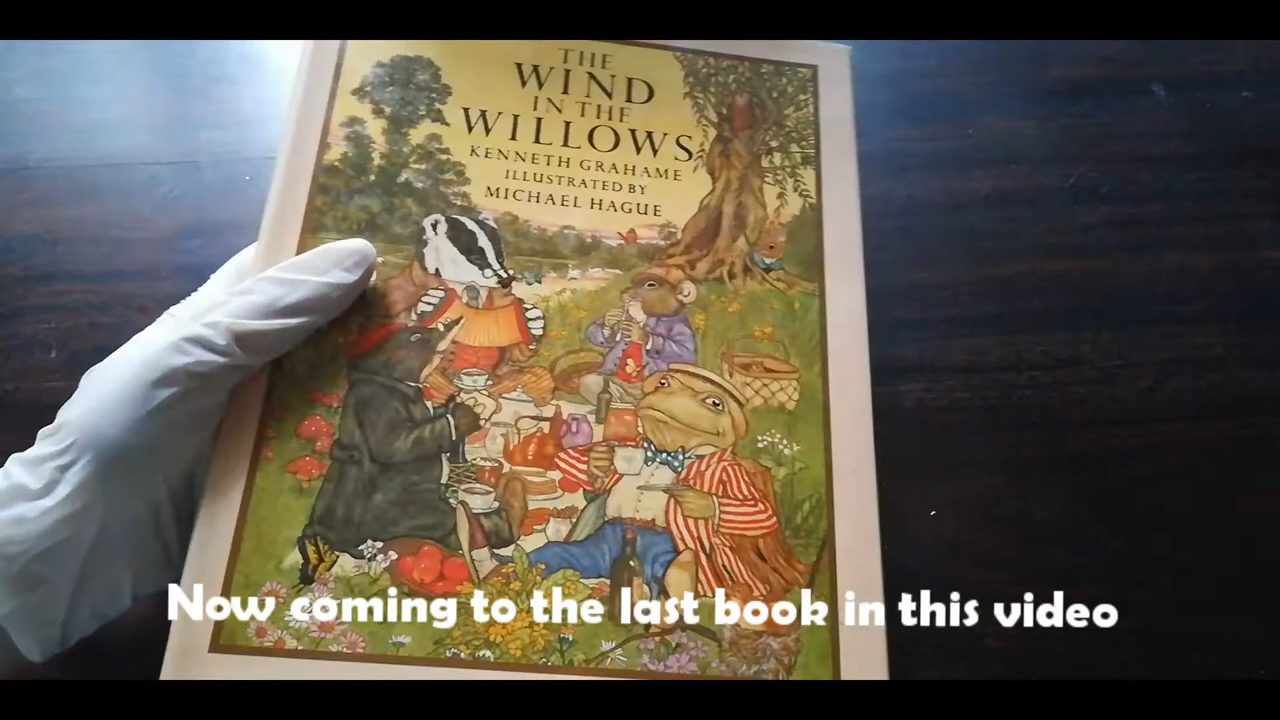 THE
WIND
IN THE
WILLOWS
KENNETH GRAHAME
ILLUSTRATED BY
MICHAEL HAGUE
Now coming to the last book in this video